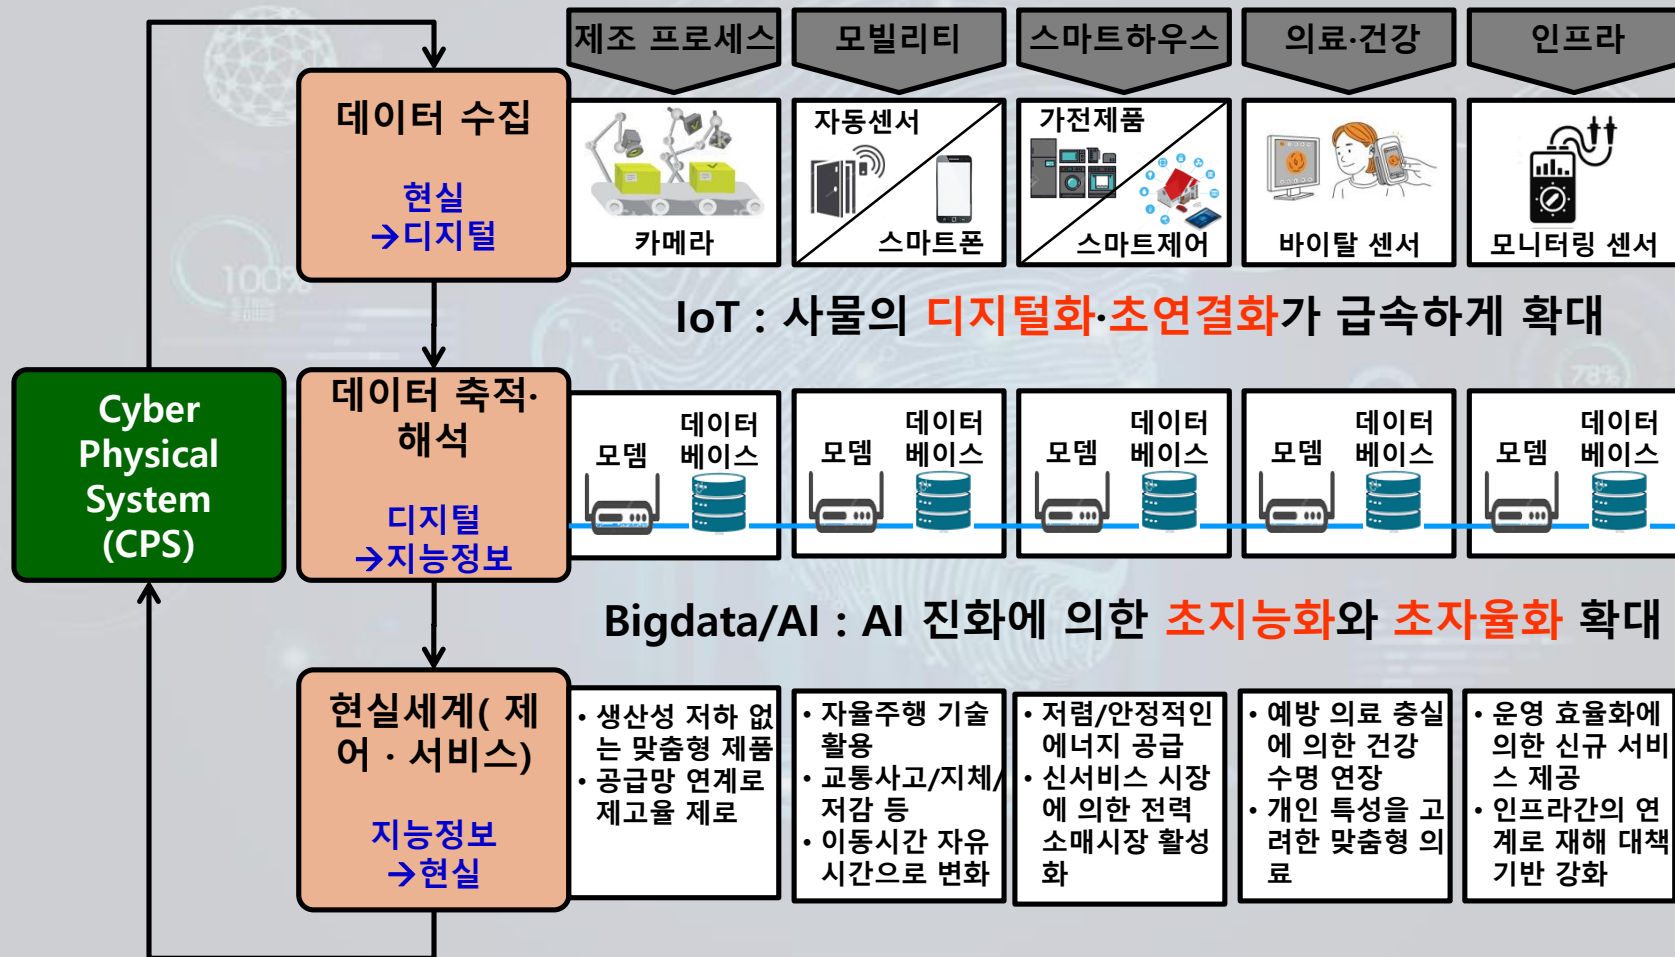 제조 프로세스
모빌리티
스마트하우스
의료·건강
인프라
데이터 수집
현실
→디지털
카메라
자동센서
스마트폰
가전제품
스마트제어
바이탈 센서
모니터링 센서
100%
IoT : 사물의 디지털화·초연결화가 급속하게 확대
78%
Cyber
Physical
System
(CPS)
데이터 축적·
해석
디지털
→지능정보
모뎀
데이터
베이스
모뎀
데이터
베이스
모뎀
데이터
베이스
모뎀
데이터
베이스
모뎀
데이터
베이스
Bigdata/AI : AI 진화에 의한 초지능화와 초자율화 확대
현실세계( 제
어 · 서비스)
지능정보
→현실
• 생산성 저하 없
는 맞춤형 제품
• 공급망 연계로
제고율 제로
• 자율주행 기술
활용
• 교통사고/지체/
저감 등
• 이동시간 자유
시간으로 변화
• 저렴/안정적인
에너지 공급
• 신서비스 시장
에 의한 전력
소매시장 활성
화
• 예방 의료 충실
에 의한 건강
수명 연장
• 개인 특성을 고
려한 맞춤형 의
료
• 운영 효율화에
의한 신규 서비
스 제공
• 인프라간의 연
계로 재해 대책
기반 강화